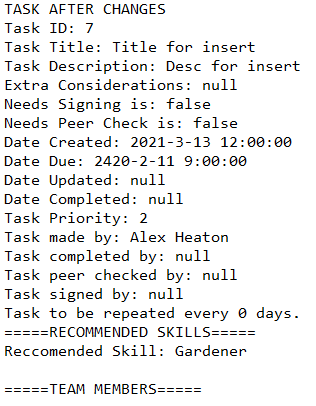 TASK AFTER CHANGES
Task ID: 7
Task Title: Title for insert
Task Description: Desc for insert
Extra Considerations: null
Needs Signing is: false
Needs Peer Check is: false
Date Created: 2021-3-13 12:00:00
Date Due: 2420-2-11 9:00:00
Date Updated: null
Date Completed: null
Task Priority: 2
Task made by: Alex Heaton
Task completed by: null
Task peer checked by: null
Task signed by: null
Task to be repeated every 0 days.
=====RECOMMENDED SKILLS=====
Reccomended Skill: Gardener
=====TEAM MEMBERS=====